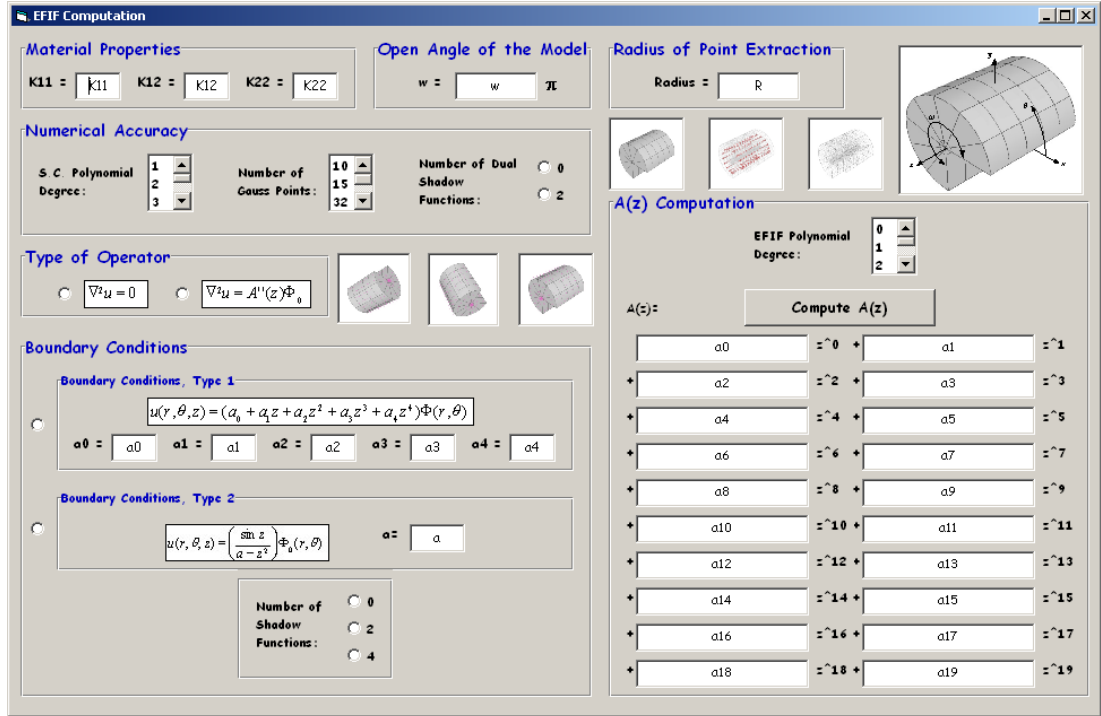 EFIF Computation
Material Properties
K11 = K11 K12 = K12 K22 = K22
Open Angle of the Model
w = w π
Radius of Point Extraction
Radius = R
y
θ
ω
z
x
Numerical Accuracy
S.C. Polynomial Degree:
1
2
3
Number of Gauss Points:
10
15
32
Number of Dual Shadow Functions:
0
2
Type of Operator
∇²u = 0
∇²u = A''(z)Φ₀
Boundary Conditions
Boundary Conditions, Type 1
u(r,θ,z) = (a₀ + a₁z + a₂z² + a₃z³ + a₄z⁴)Φ(r,θ)
a0 = a0 a1 = a1 a2 = a2 a3 = a3 a4 = a4
Boundary Conditions, Type 2
u(r,θ,z) = (sin z / a − z²)Φ₀(r,θ)
a= a
Number of Shadow Functions:
0
2
4
A(z) Computation
EFIF Polynomial Degree:
0
1
2
A(z)= Compute A(z)
a0 z^0 + a1 z^1
+ a2 z^2 + a3 z^3
+ a4 z^4 + a5 z^5
+ a6 z^6 + a7 z^7
+ a8 z^8 + a9 z^9
+ a10 z^10 + a11 z^11
+ a12 z^12 + a13 z^13
+ a14 z^14 + a15 z^15
+ a16 z^16 + a17 z^17
+ a18 z^18 + a19 z^19